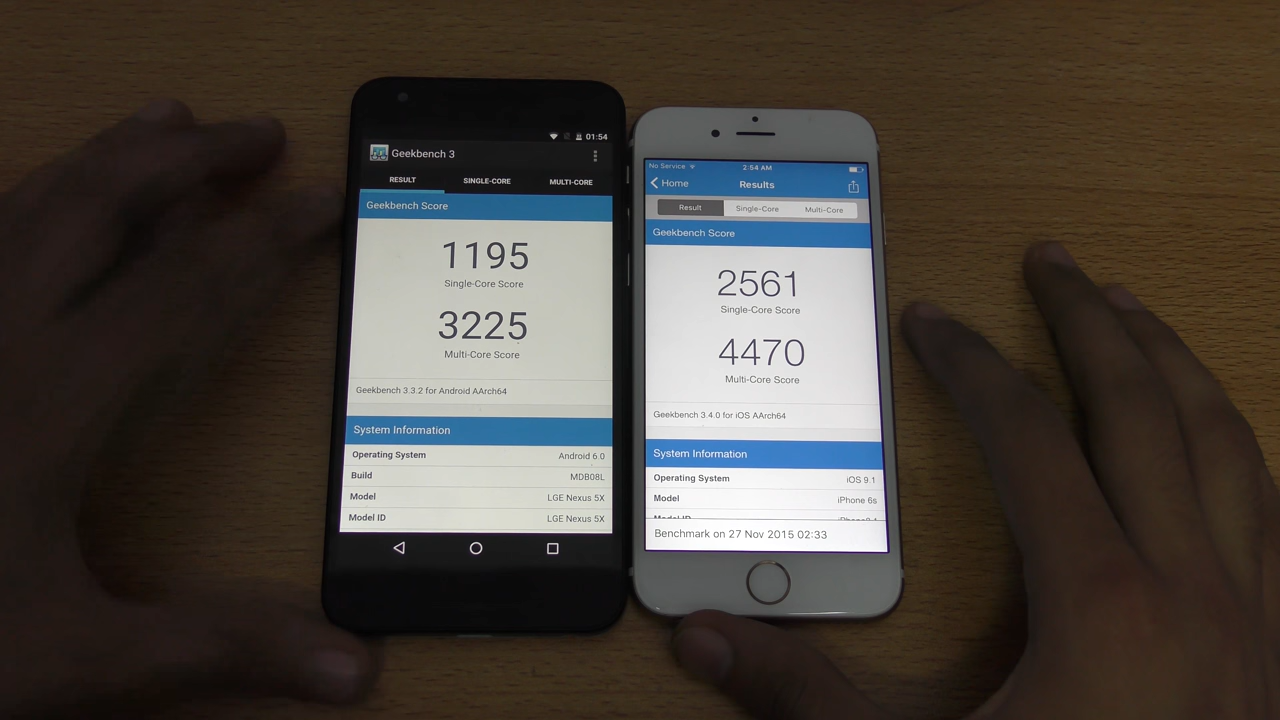 01:54
Geekbench 3
RESULT SINGLE-CORE MULTI-CORE
Geekbench Score
1195
Single-Core Score
3225
Multi-Core Score
Geekbench 3.3.2 for Android AArch64
System Information
Operating System Android 6.0
Build MDB08L
Model LGE Nexus 5X
Model ID LGE Nexus 5X
No Service 2:54 AM
Home Results
Result Single-Core Multi-Core
Geekbench Score
2561
Single-Core Score
4470
Multi-Core Score
Geekbench 3.4.0 for iOS AArch64
System Information
Operating System iOS 9.1
Model iPhone 6s
Model ID
Benchmark on 27 Nov 2015 02:33